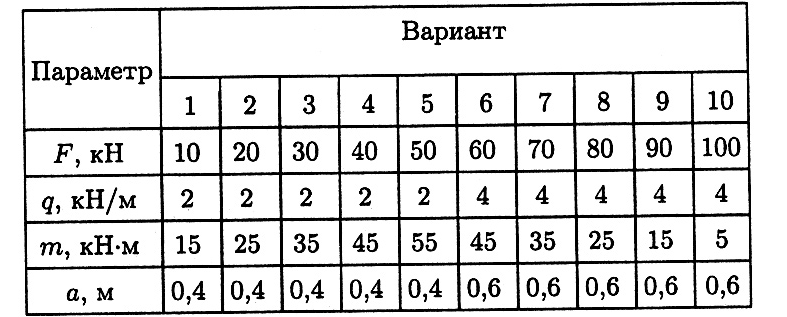 Вариант
Параметр
1 2 3 4 5 6 7 8 9 10
F, кН 10 20 30 40 50 60 70 80 90 100
q, кН/м 2 2 2 2 2 4 4 4 4 4
m, кН·м 15 25 35 45 55 45 35 25 15 5
a, м 0,4 0,4 0,4 0,4 0,4 0,6 0,6 0,6 0,6 0,6